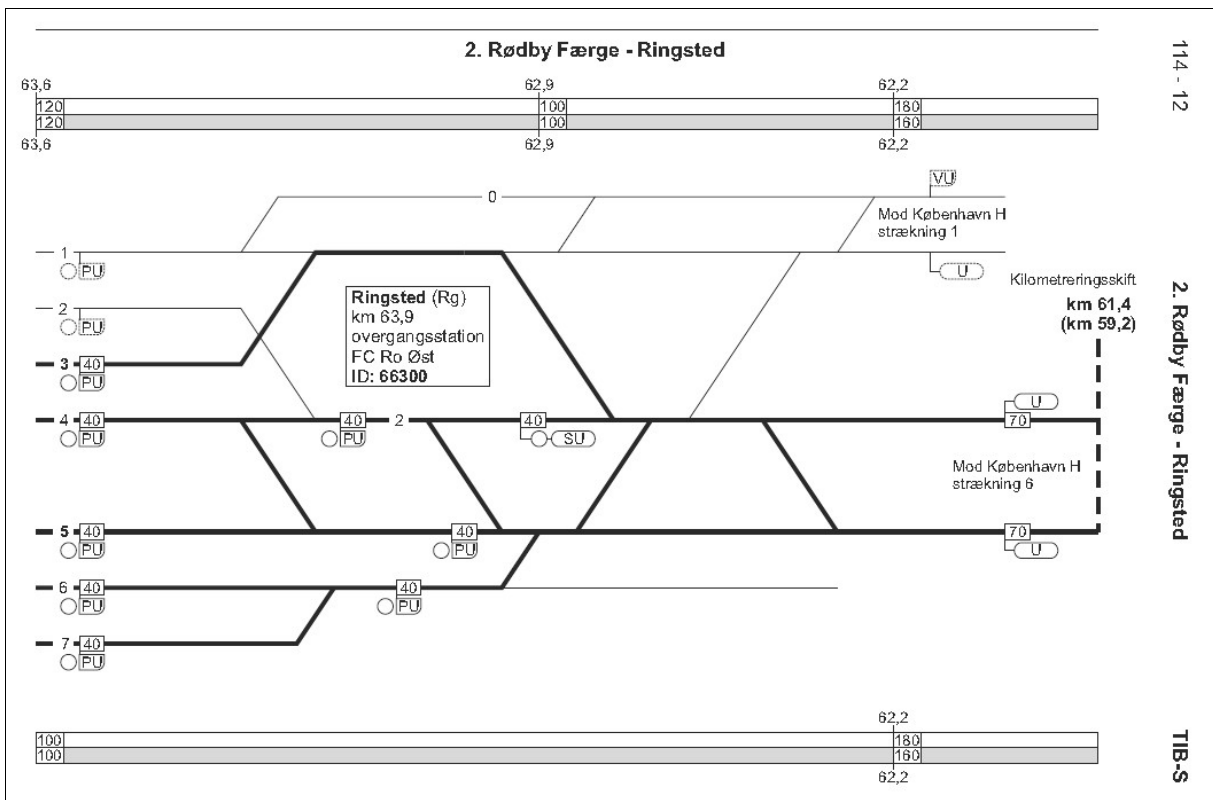 2. Rødby Færge - Ringsted
114 - 12
63,6 62,9 62,2
120 100 180
120 100 160
63,6 62,9 62,2
VU
0
Mod København H
strækning 1
1
PU
U
Kilometreringsskift
km 61,4
(km 59,2)
2
PU
Ringsted (Rg)
km 63,9
overgangsstation
FC Ro Øst
ID: 66300
2. Rødby Færge - Ringsted
3 40
PU
U
4 40 40 2 40 70
PU PU SU
Mod København H
strækning 6
5 40 40 70
PU PU U
6 40 40
PU PU
7 40
PU
62,2
100 180
100 160
62,2
TIB-S